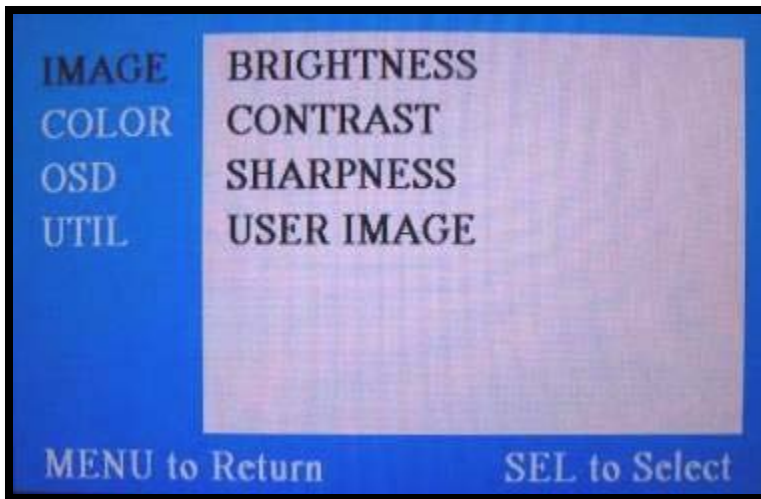 IMAGE BRIGHTNESS
COLOR CONTRAST
OSD SHARPNESS
UTIL USER IMAGE
MENU to Return SEL to Select